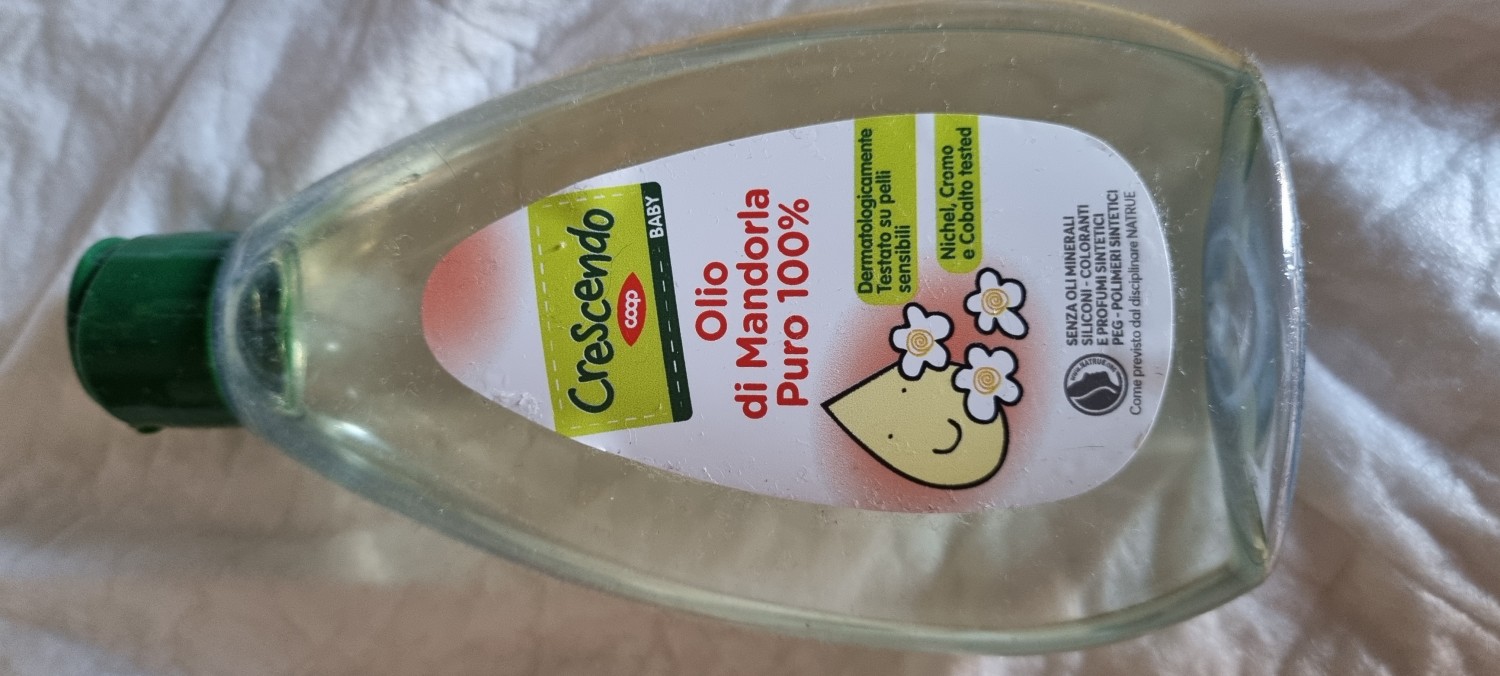 Crescendo
coop
BABY
Olio
di Mandorla
Puro 100%
Dermatologicamente
Testato su pelli
sensibili
Nichel, Cromo
e Cobalto tested
SENZA OLI MINERALI
SILICONI - COLORANTI
E PROFUMI SINTETICI
PEG - POLIMERI SINTETICI
Come previsto dal disciplinare NATRUE